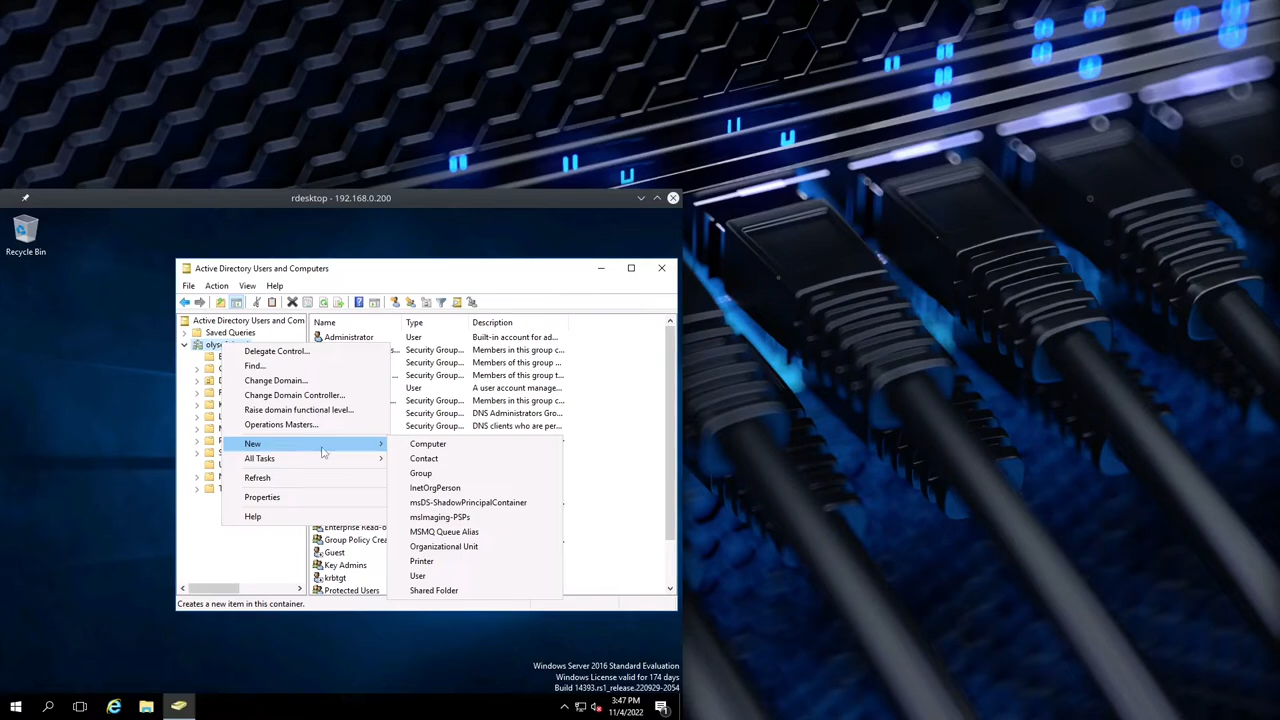 rdesktop - 192.168.0.200
Recycle Bin
Active Directory Users and Computers
File Action View Help
Active Directory Users and Com
Saved Queries
Name Type Description
Administrator User Built-in account for ad...
Security Group... Members in this group c...
Security Group... Members of this group c...
Security Group... Members of this group t...
User A user account manage...
Security Group... Members of this group c...
Security Group... DNS Administrators Gro...
Security Group... DNS clients who are per...
Delegate Control...
Find...
Change Domain...
Change Domain Controller...
Raise domain functional level...
Operations Masters...
New
All Tasks
Refresh
Properties
Help
Computer
Contact
Group
InetOrgPerson
msDS-ShadowPrincipalContainer
msImaging-PSPs
MSMQ Queue Alias
Organizational Unit
Printer
User
Shared Folder
Enterprise Read-o
Group Policy Crea
Guest
Key Admins
krbtgt
Protected Users
Creates a new item in this container.
Windows Server 2016 Standard Evaluation
Windows License valid for 174 days
Build 14393.rs1_release.220929-2054
3:47 PM
11/4/2022
1